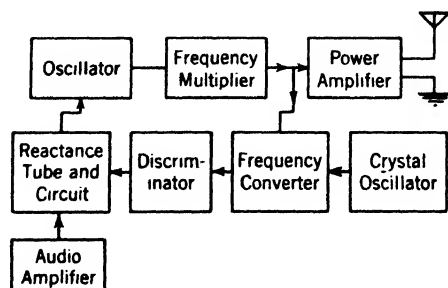 Oscillator
Frequency
Multiplier
Power
Amplifier
Reactance
Tube and
Circuit
Discrim-
inator
Frequency
Converter
Crystal
Oscillator
Audio
Amplifier